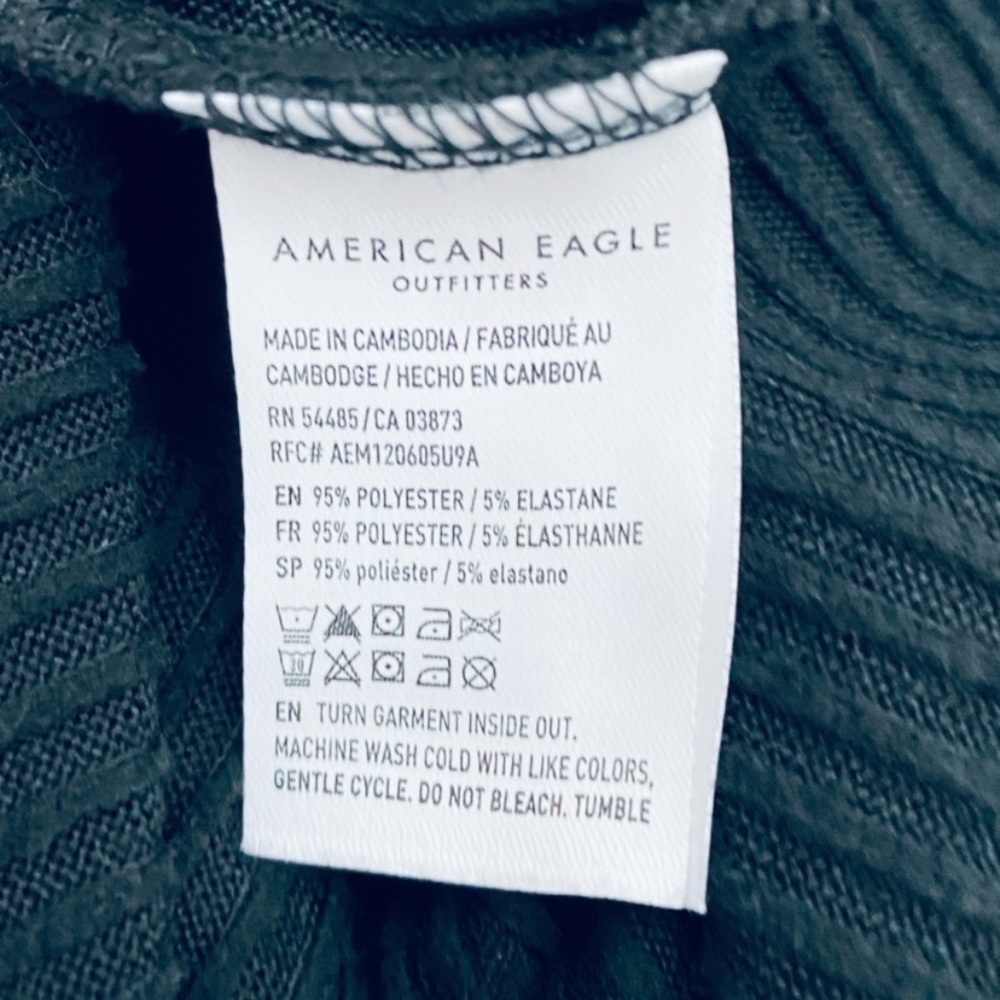 AMERICAN EAGLE
OUTFITTERS
MADE IN CAMBODIA / FABRIQUÉ AU
CAMBODGE / HECHO EN CAMBOYA
RN 54485 / CA 03873
RFC# AEM120605U9A
EN 95% POLYESTER / 5% ELASTANE
FR 95% POLYESTER / 5% ÉLASTHANNE
SP 95% poliéster / 5% elastano
30
EN TURN GARMENT INSIDE OUT.
MACHINE WASH COLD WITH LIKE COLORS,
GENTLE CYCLE. DO NOT BLEACH. TUMBLE